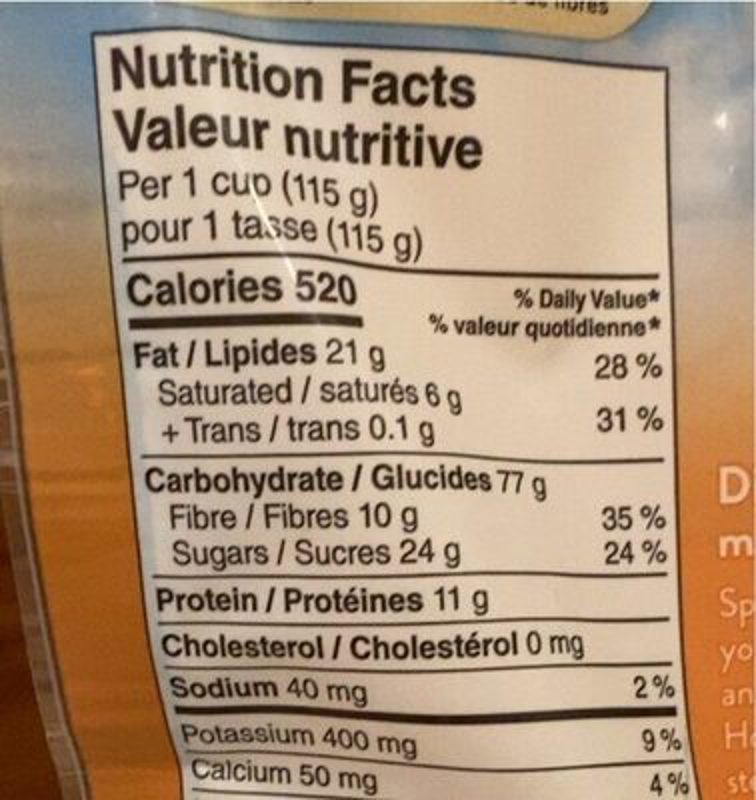 Nutrition Facts
Valeur nutritive
Per 1 cup (115 g)
pour 1 tasse (115 g)
Calories 520
% Daily Value*
% valeur quotidienne*
Fat / Lipides 21 g 28 %
Saturated / saturés 6 g
+ Trans / trans 0.1 g 31 %
Carbohydrate / Glucides 77 g
Fibre / Fibres 10 g 35 %
Sugars / Sucres 24 g 24 %
Protein / Protéines 11 g
Cholesterol / Cholestérol 0 mg
Sodium 40 mg 2 %
Potassium 400 mg 9 %
Calcium 50 mg 4 %